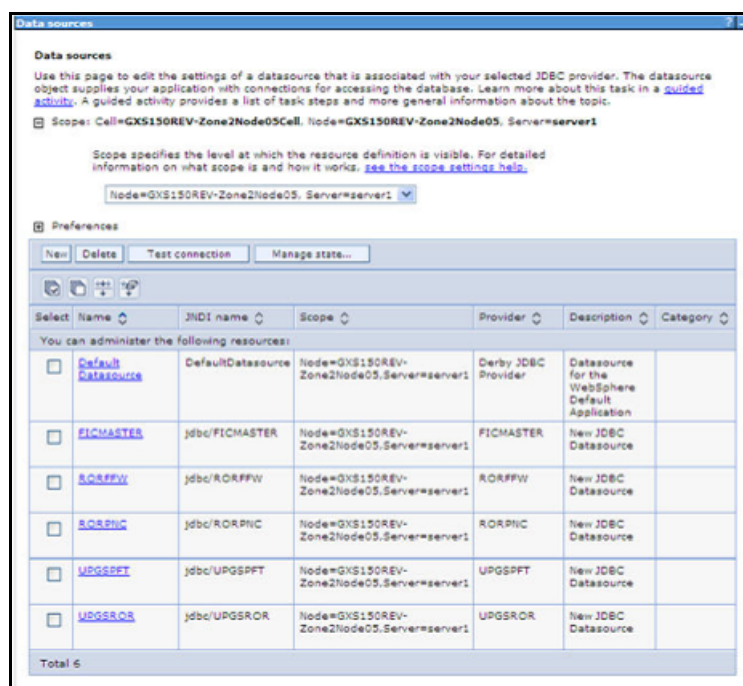 Data sources
?
Data sources
Use this page to edit the settings of a datasource that is associated with your selected JDBC provider. The datasource
object supplies your application with connections for accessing the database. Learn more about this task in a guided
activity. A guided activity provides a list of task steps and more general information about the topic.
Scope: Cell=GXS150REV-Zone2Node05Cell, Node=GXS150REV-Zone2Node05, Server=server1
Scope specifies the level at which the resource definition is visible. For detailed
information on what scope is and how it works, see the scope settings help.
Node=GXS150REV-Zone2Node05, Server=server1
Preferences
New Delete Test connection Manage state...
Select Name JNDI name Scope Provider Description Category
You can administer the following resources:
Default DefaultDatasource Node=GXS150REV- Derby JDBC Datasource
Datasource Zone2Node05,Server=server1 Provider for the
WebSphere
Default
Application
FICMASTER jdbc/FICMASTER Node=GXS150REV- FICMASTER New JDBC
Zone2Node05,Server=server1 Datasource
RORFFW jdbc/RORFFW Node=GXS150REV- RORFFW New JDBC
Zone2Node05,Server=server1 Datasource
RORPNC jdbc/RORPNC Node=GXS150REV- RORPNC New JDBC
Zone2Node05,Server=server1 Datasource
UPGSPFT jdbc/UPGSPFT Node=GXS150REV- UPGSPFT New JDBC
Zone2Node05,Server=server1 Datasource
UPGSROR jdbc/UPGSROR Node=GXS150REV- UPGSROR New JDBC
Zone2Node05,Server=server1 Datasource
Total 6